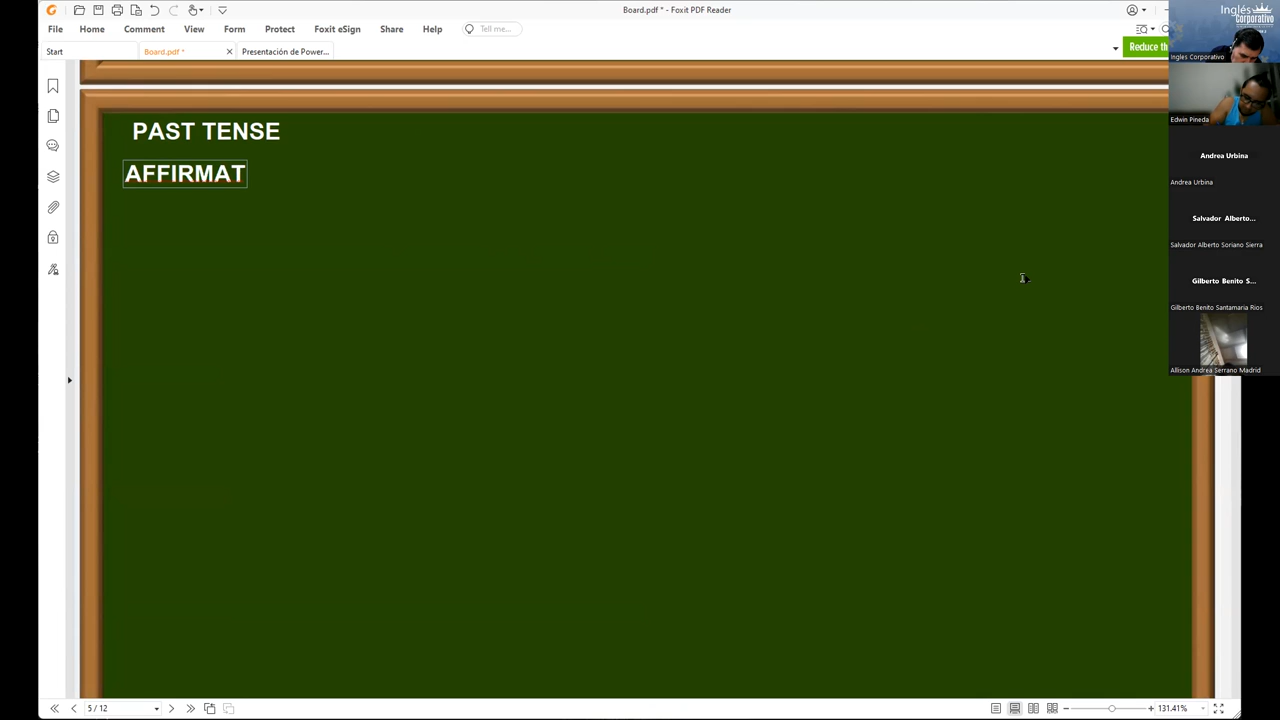 Board.pdf * - Foxit PDF Reader
File Home Comment View Form Protect Foxit eSign Share Help Tell me...
Start Board.pdf * Presentación de Power... Reduce th
PAST TENSE
AFFIRMAT
Inglés
Corporativo
Ingles Corporativo
Edwin Pineda
Andrea Urbina
Andrea Urbina
Salvador Alberto...
Salvador Alberto Soriano Sierra
Gilberto Benito S...
Gilberto Benito Santamaria Rios
Allison Andrea Serrano Madrid
5 / 12
131.41%